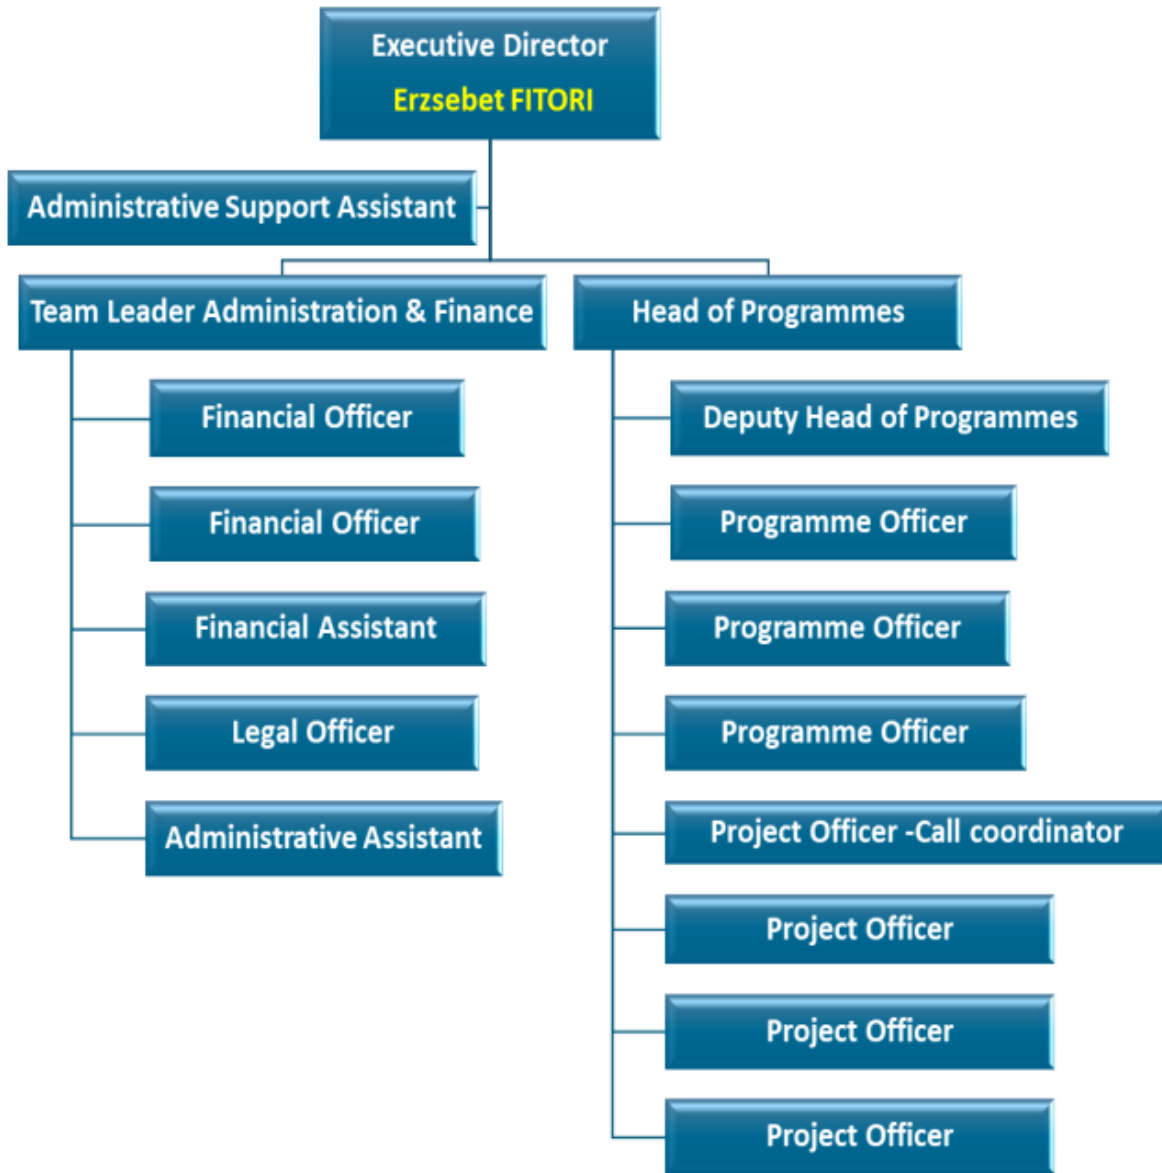 Executive Director
Erzsebet FITORI
Administrative Support Assistant
Team Leader Administration & Finance
Head of Programmes
Financial Officer
Financial Officer
Financial Assistant
Legal Officer
Administrative Assistant
Deputy Head of Programmes
Programme Officer
Programme Officer
Programme Officer
Project Officer -Call coordinator
Project Officer
Project Officer
Project Officer